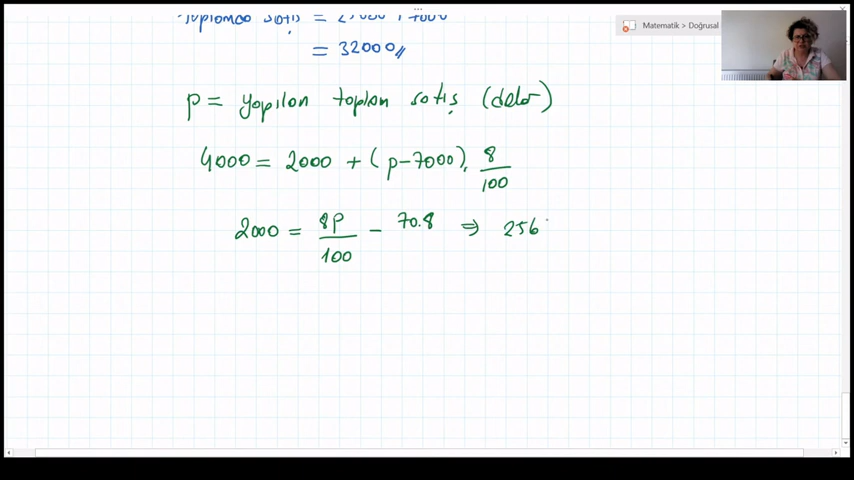 = 32000
Matematik > Doğrusal
p = yapılan toplam satış (dolar)
4000 = 2000 + (p-7000). 8/100
2000 = 8p/100 - 70.8 ⇒ 256